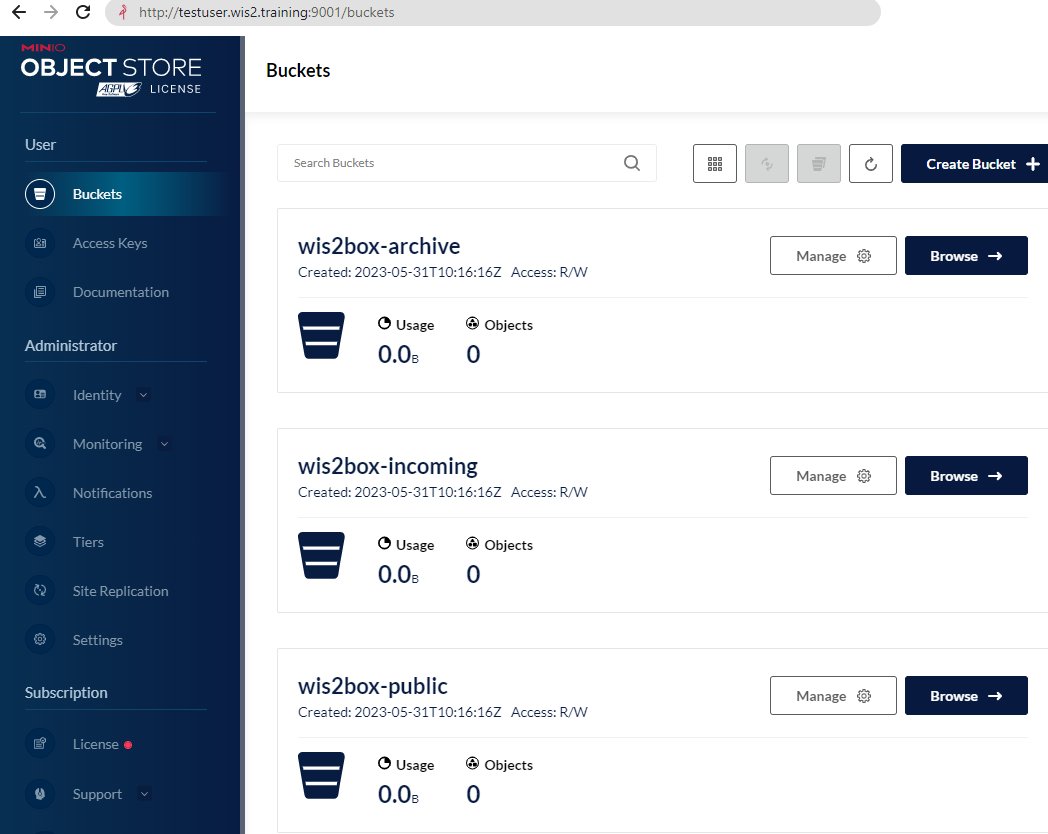 http://testuser.wis2.training:9001/buckets
MINIO
OBJECT STORE
AGPLv3 LICENSE
Buckets
User
Buckets
Access Keys
Documentation
Administrator
Identity
Monitoring
Notifications
Tiers
Site Replication
Settings
Subscription
License
Support
Search Buckets
Create Bucket
wis2box-archive
Manage
Browse
Created: 2023-05-31T10:16:16Z Access: R/W
Usage Objects
0.0B 0
wis2box-incoming
Manage
Browse
Created: 2023-05-31T10:16:16Z Access: R/W
Usage Objects
0.0B 0
wis2box-public
Manage
Browse
Created: 2023-05-31T10:16:16Z Access: R/W
Usage Objects
0.0B 0